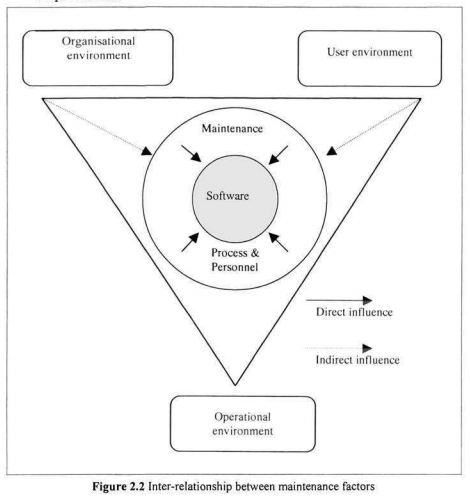 Organisational
environment
User environment
Maintenance
Software
Process &
Personnel
Direct influence
Indirect influence
Operational
environment
Figure 2.2 Inter-relationship between maintenance factors